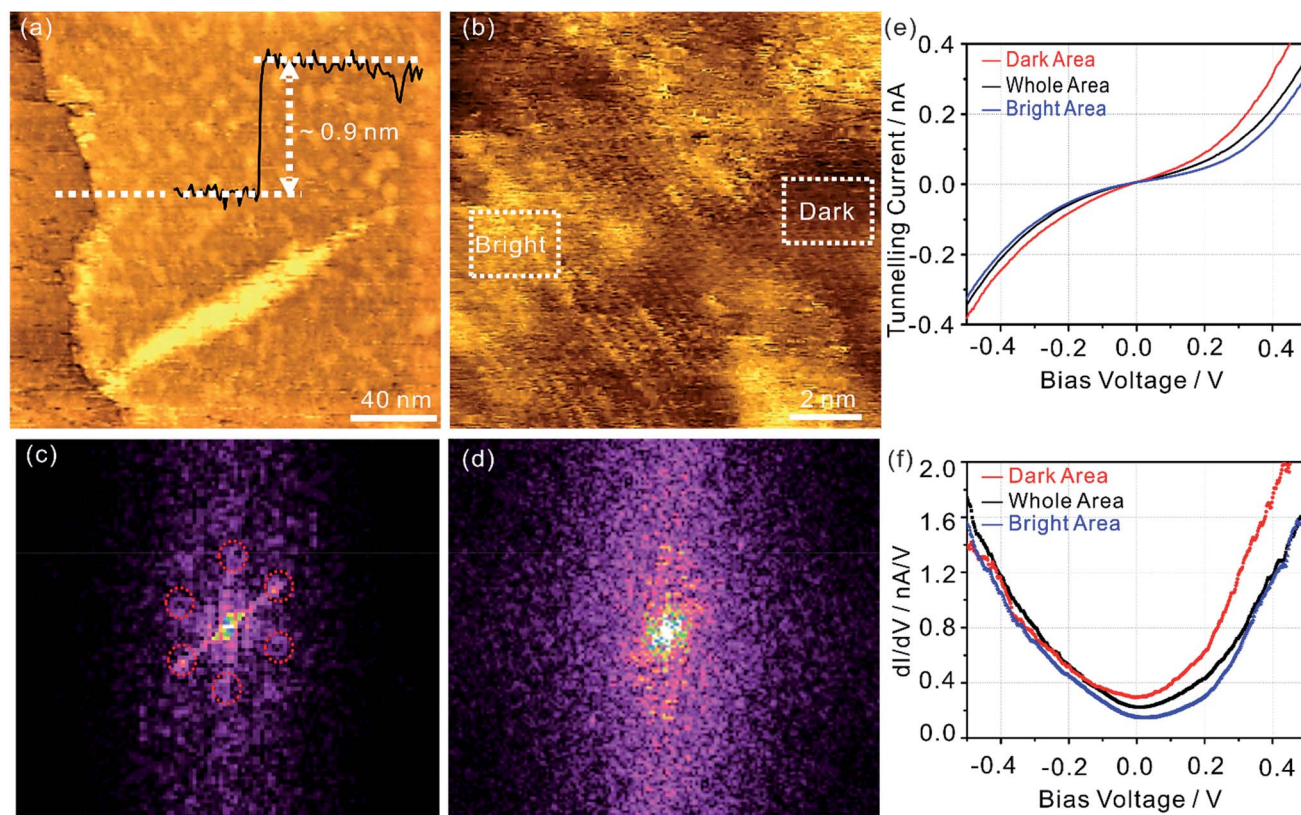 (a)
~ 0.9 nm
40 nm
(b)
Bright
Dark
2 nm
(e)
0.4
0.2
0.0
-0.2
-0.4
Dark Area
Whole Area
Bright Area
-0.4 -0.2 0.0 0.2 0.4
Tunnelling Current / nA
Bias Voltage / V
(c)
(d)
(f)
2.0
1.6
1.2
0.8
0.4
0.0
Dark Area
Whole Area
Bright Area
-0.4 -0.2 0.0 0.2 0.4
dI/dV / nA/V
Bias Voltage / V